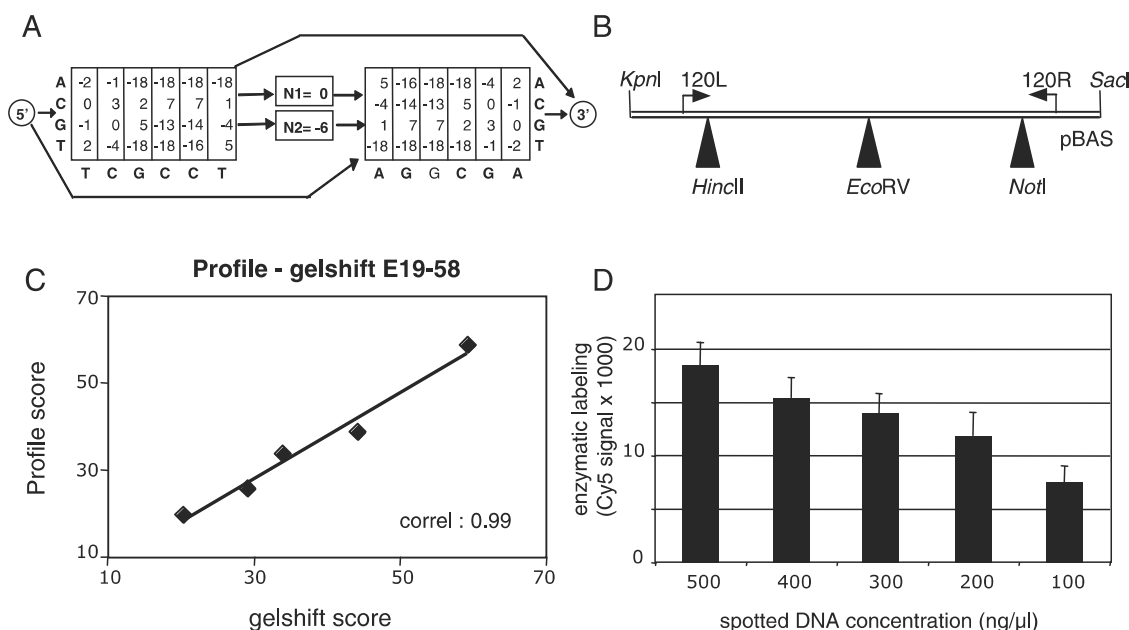 A
A -2 -1 -18 -18 -18 -18
C 0 3 2 7 7 1
G -1 0 5 -13 -14 -4
T 2 -4 -18 -18 -16 5
T C G C C T
5'
N1= 0
N2= -6
5 -16 -18 -18 -4 2 A
-4 -14 -13 5 0 -1 C
1 7 7 2 3 0 G
-18 -18 -18 -18 -1 -2 T
A G G C G A
3'
B
KpnI
120L
120R
SacI
pBAS
HincII
EcoRV
NotI
C
Profile - gelshift E19-58
70
50
30
10
Profile score
correl : 0.99
10 30 50 70
gelshift score
D
enzymatic labeling
(Cy5 signal x 1000)
20
10
0
500 400 300 200 100
spotted DNA concentration (ng/µl)